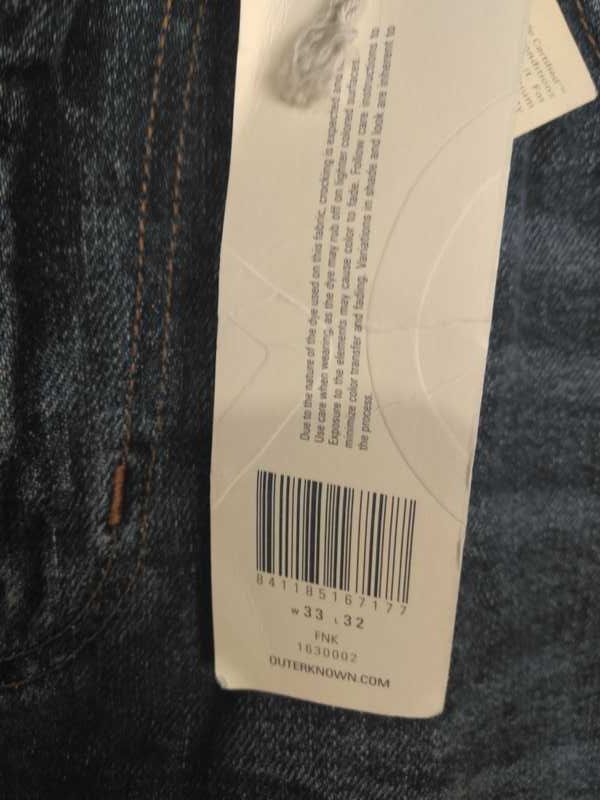 Due to the nature of the dye used on this fabric, crocking is expected
Use care when wearing, as the dye may rub off on lighter colored surfaces.
Exposure to the elements may cause color to fade. Follow care instructions to
minimize color transfer and fading. Variations in shade and look are inherent to
the process.
841185167177
W 33 L 32
FNK
1630002
OUTERKNOWN.COM
Certified™